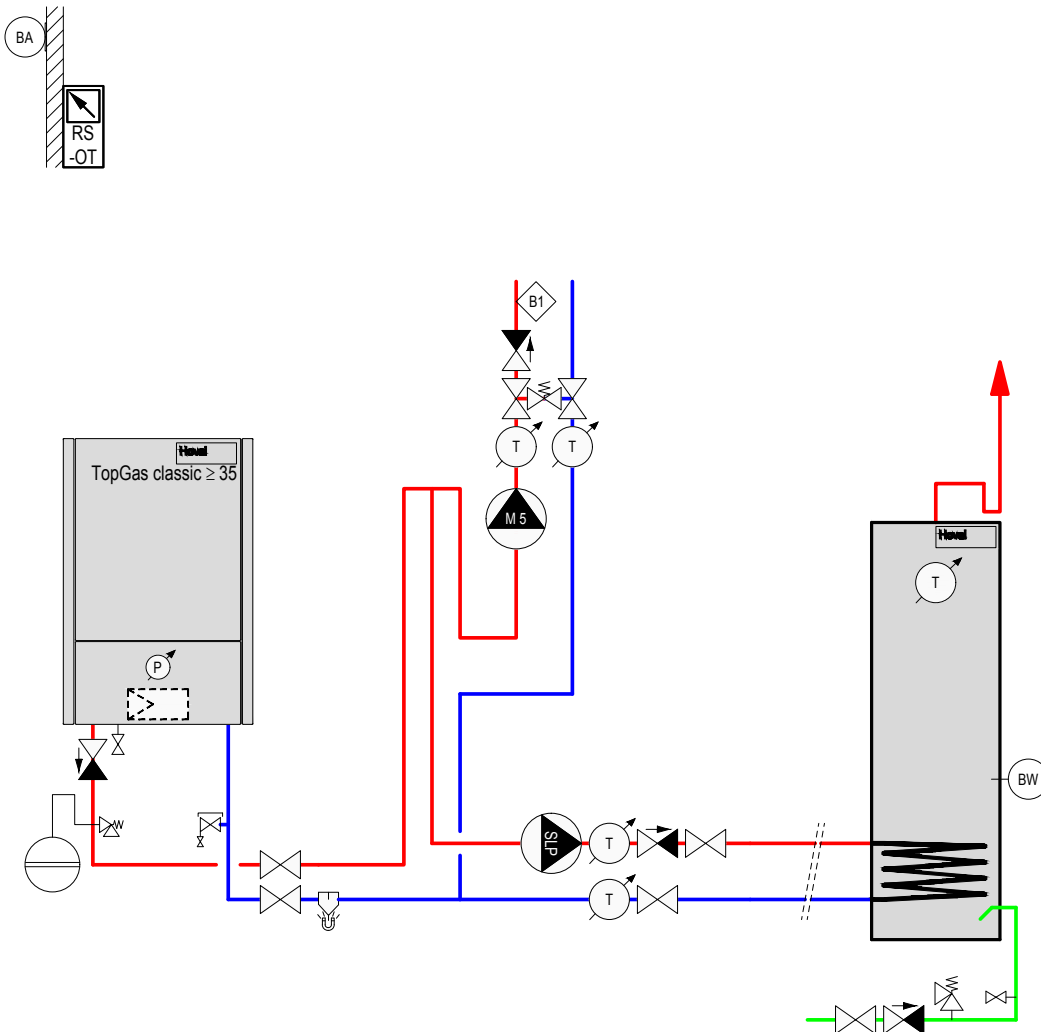 BA
RS
-OT
B1
T
T
M 5
Hoval
TopGas classic ≥ 35
P
Hoval
T
BW
SLP
T
T